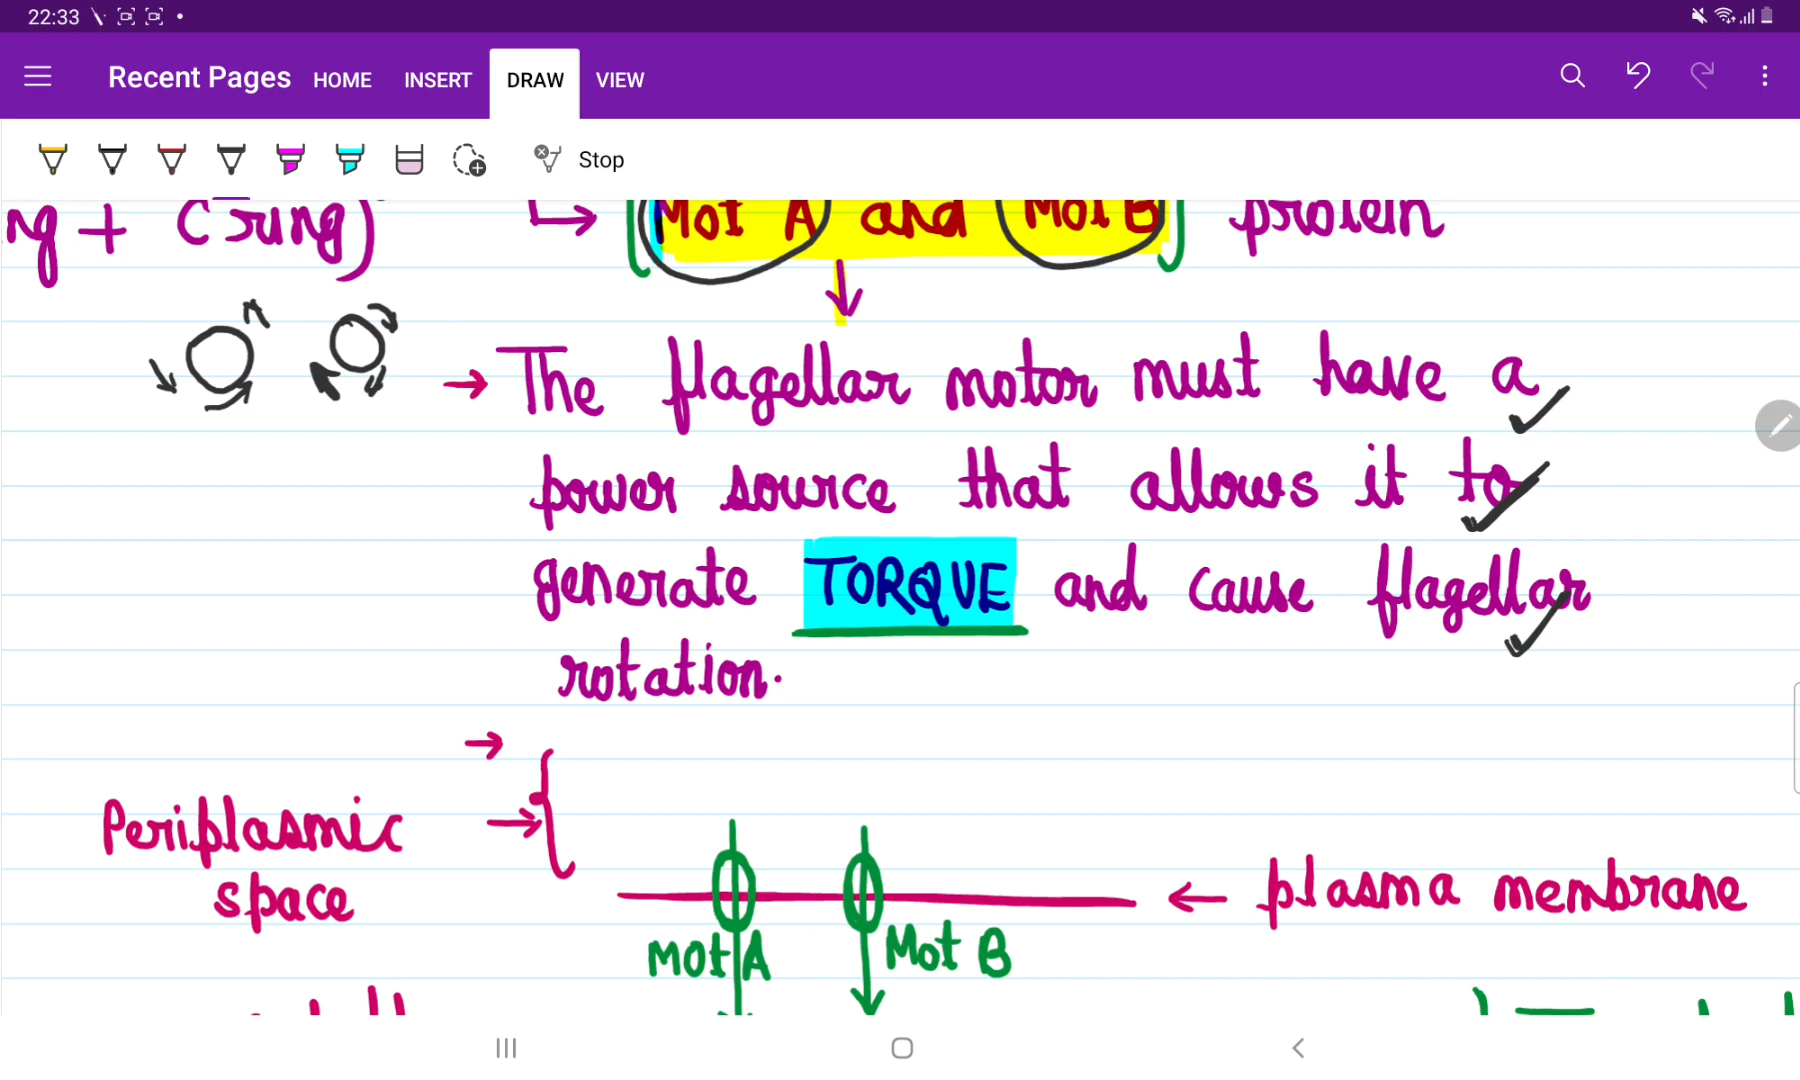 22:33
Recent Pages HOME INSERT DRAW VIEW
Stop
ng + C ring) [Mot A and Mot B] protein
→ The flagellar motor must have a
power source that allows it to
generate TORQUE and cause flagellar
rotation.
Periplasmic
space
← plasma membrane
Mot A Mot B